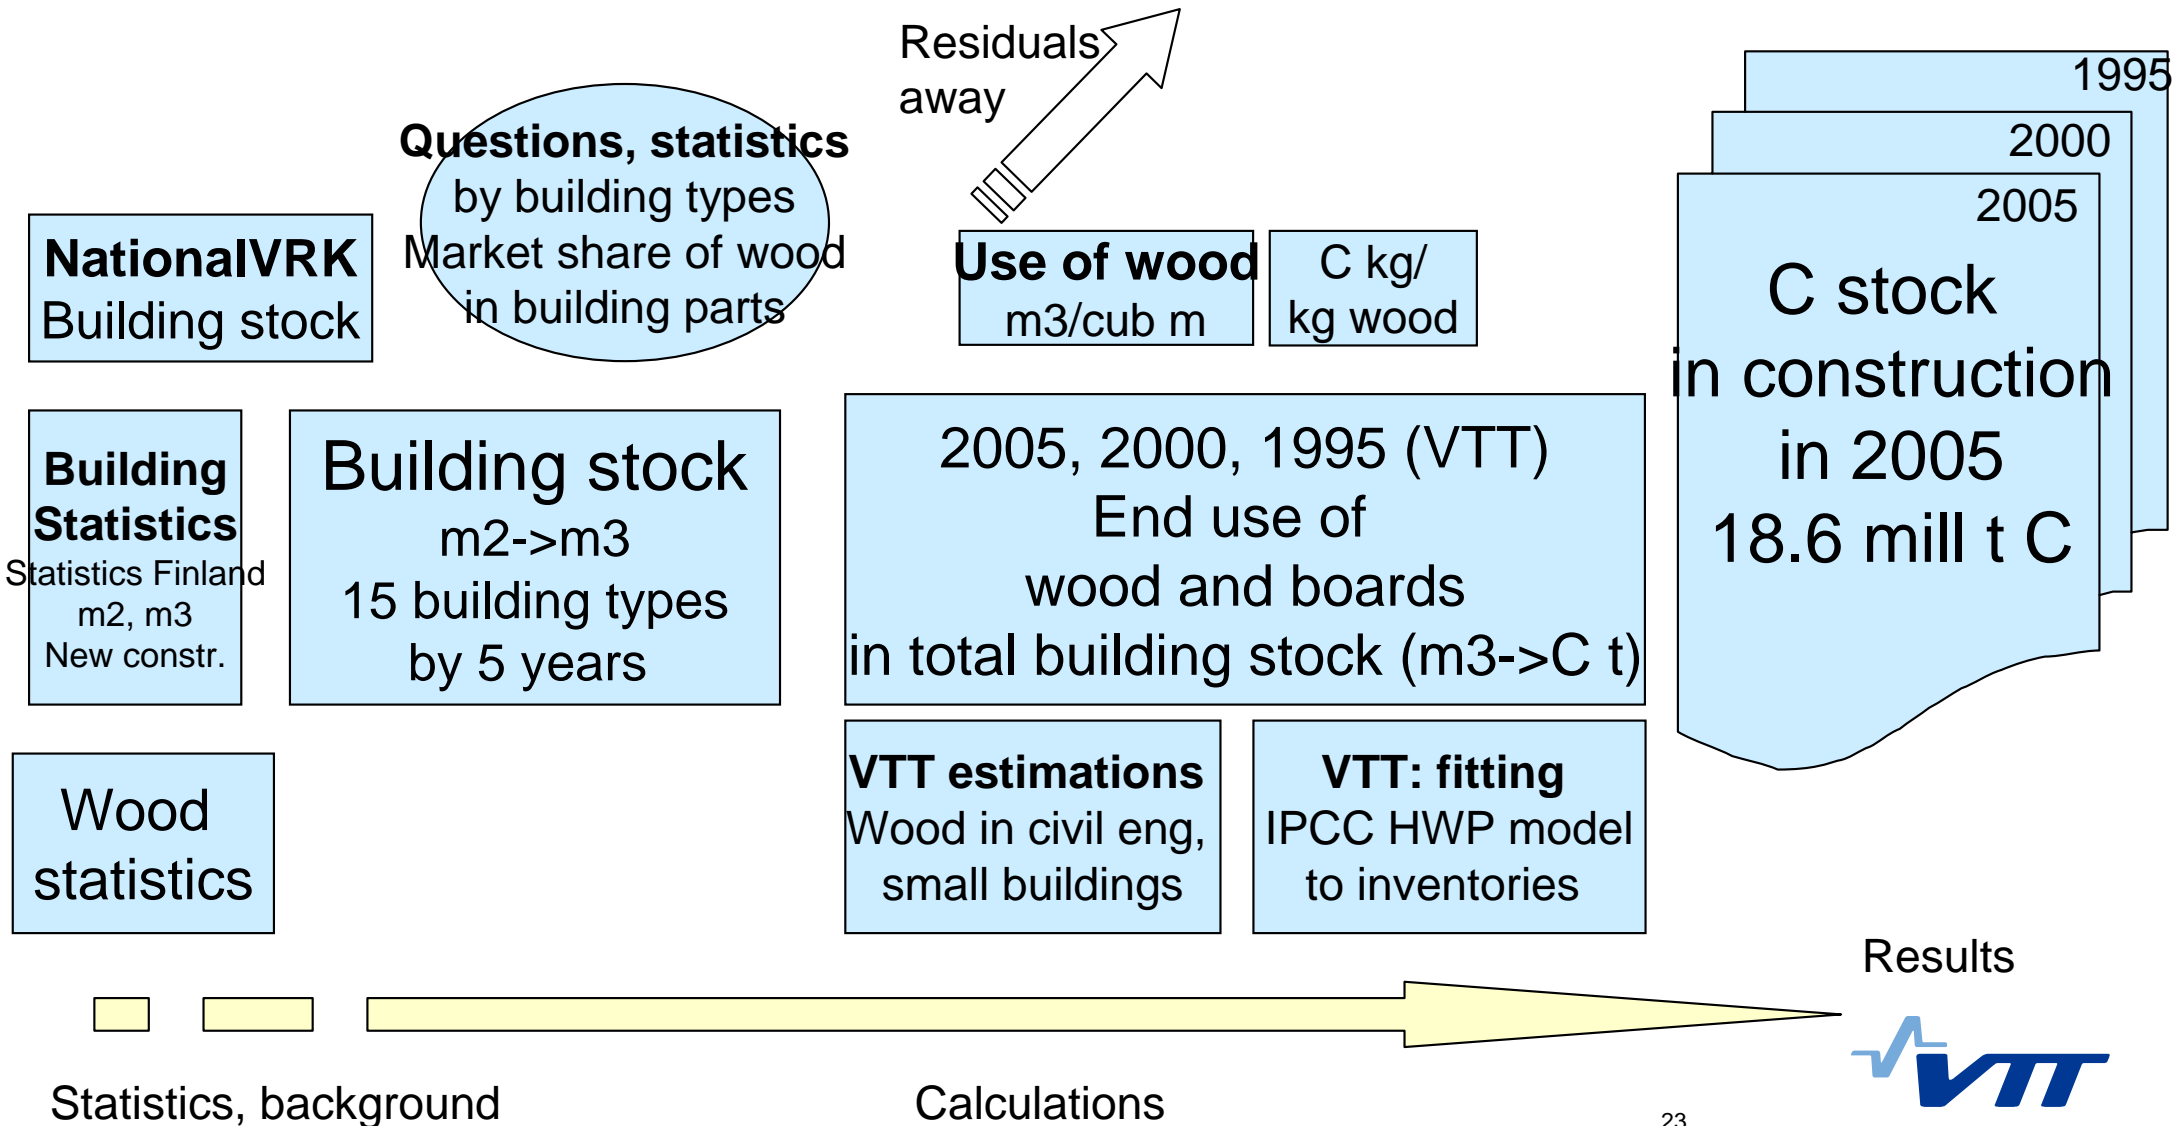 Residuals
away
1995
2000
2005
Questions, statistics
by building types
Market share of wood
in building parts
NationalVRK
Building stock
Use of wood
m3/cub m
C kg/
kg wood
C stock
in construction
in 2005
18.6 mill t C
Building
Statistics
Statistics Finland
m2, m3
New constr.
Building stock
m2->m3
15 building types
by 5 years
2005, 2000, 1995 (VTT)
End use of
wood and boards
in total building stock (m3->C t)
Wood
statistics
VTT estimations
Wood in civil eng,
small buildings
VTT: fitting
IPCC HWP model
to inventories
Results
VTT
Statistics, background
Calculations
23